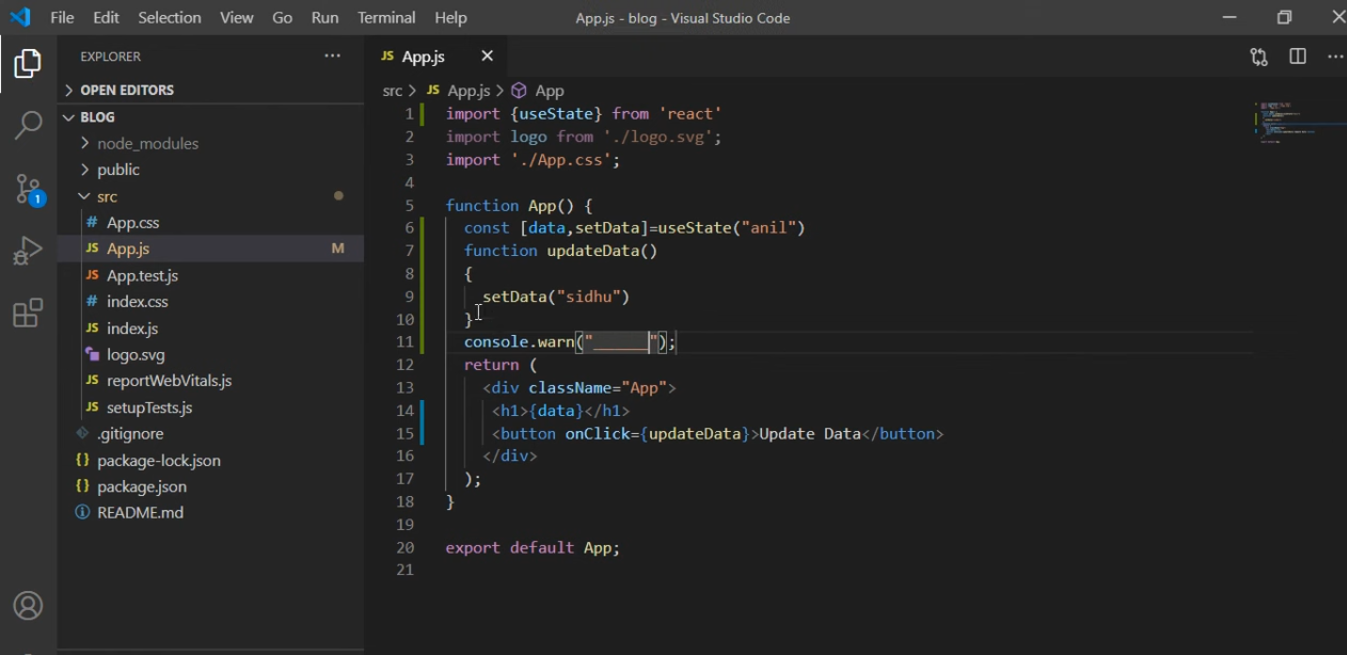 File Edit Selection View Go Run Terminal Help App.js - blog - Visual Studio Code
EXPLORER
OPEN EDITORS
BLOG
node_modules
public
src
# App.css
JS App.js M
JS App.test.js
# index.css
JS index.js
logo.svg
JS reportWebVitals.js
JS setupTests.js
.gitignore
{} package-lock.json
{} package.json
README.md
1
JS App.js
src > JS App.js > App
1 import {useState} from 'react'
2 import logo from './logo.svg';
3 import './App.css';
4
5 function App() {
6 const [data,setData]=useState("anil")
7 function updateData()
8 {
9 setData("sidhu")
10 }
11 console.warn("______");
12 return (
13 <div className="App">
14 <h1>{data}</h1>
15 <button onClick={updateData}>Update Data</button>
16 </div>
17 );
18 }
19
20 export default App;
21